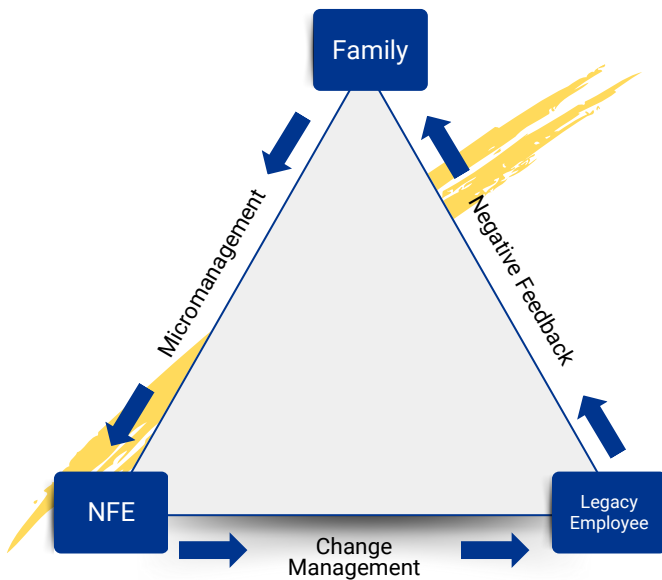 Family
Micromanagement
Negative Feedback
NFE
Legacy
Employee
Change
Management